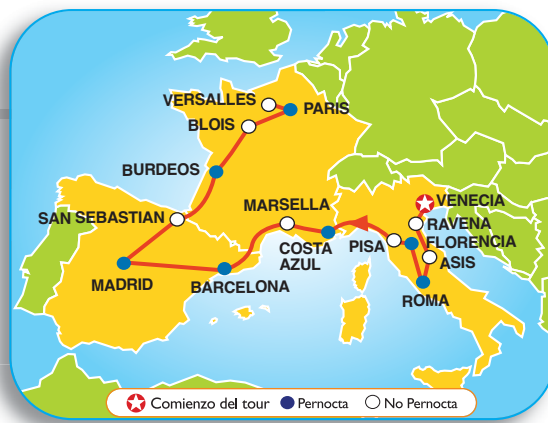 VERSALLES
PARIS
BLOIS
BURDEOS
SAN SEBASTIAN
MARSELLA
VENECIA
RAVENA
FLORENCIA
COSTA
AZUL
PISA
ASIS
MADRID
BARCELONA
ROMA
Comienzo del tour Pernocta No Pernocta